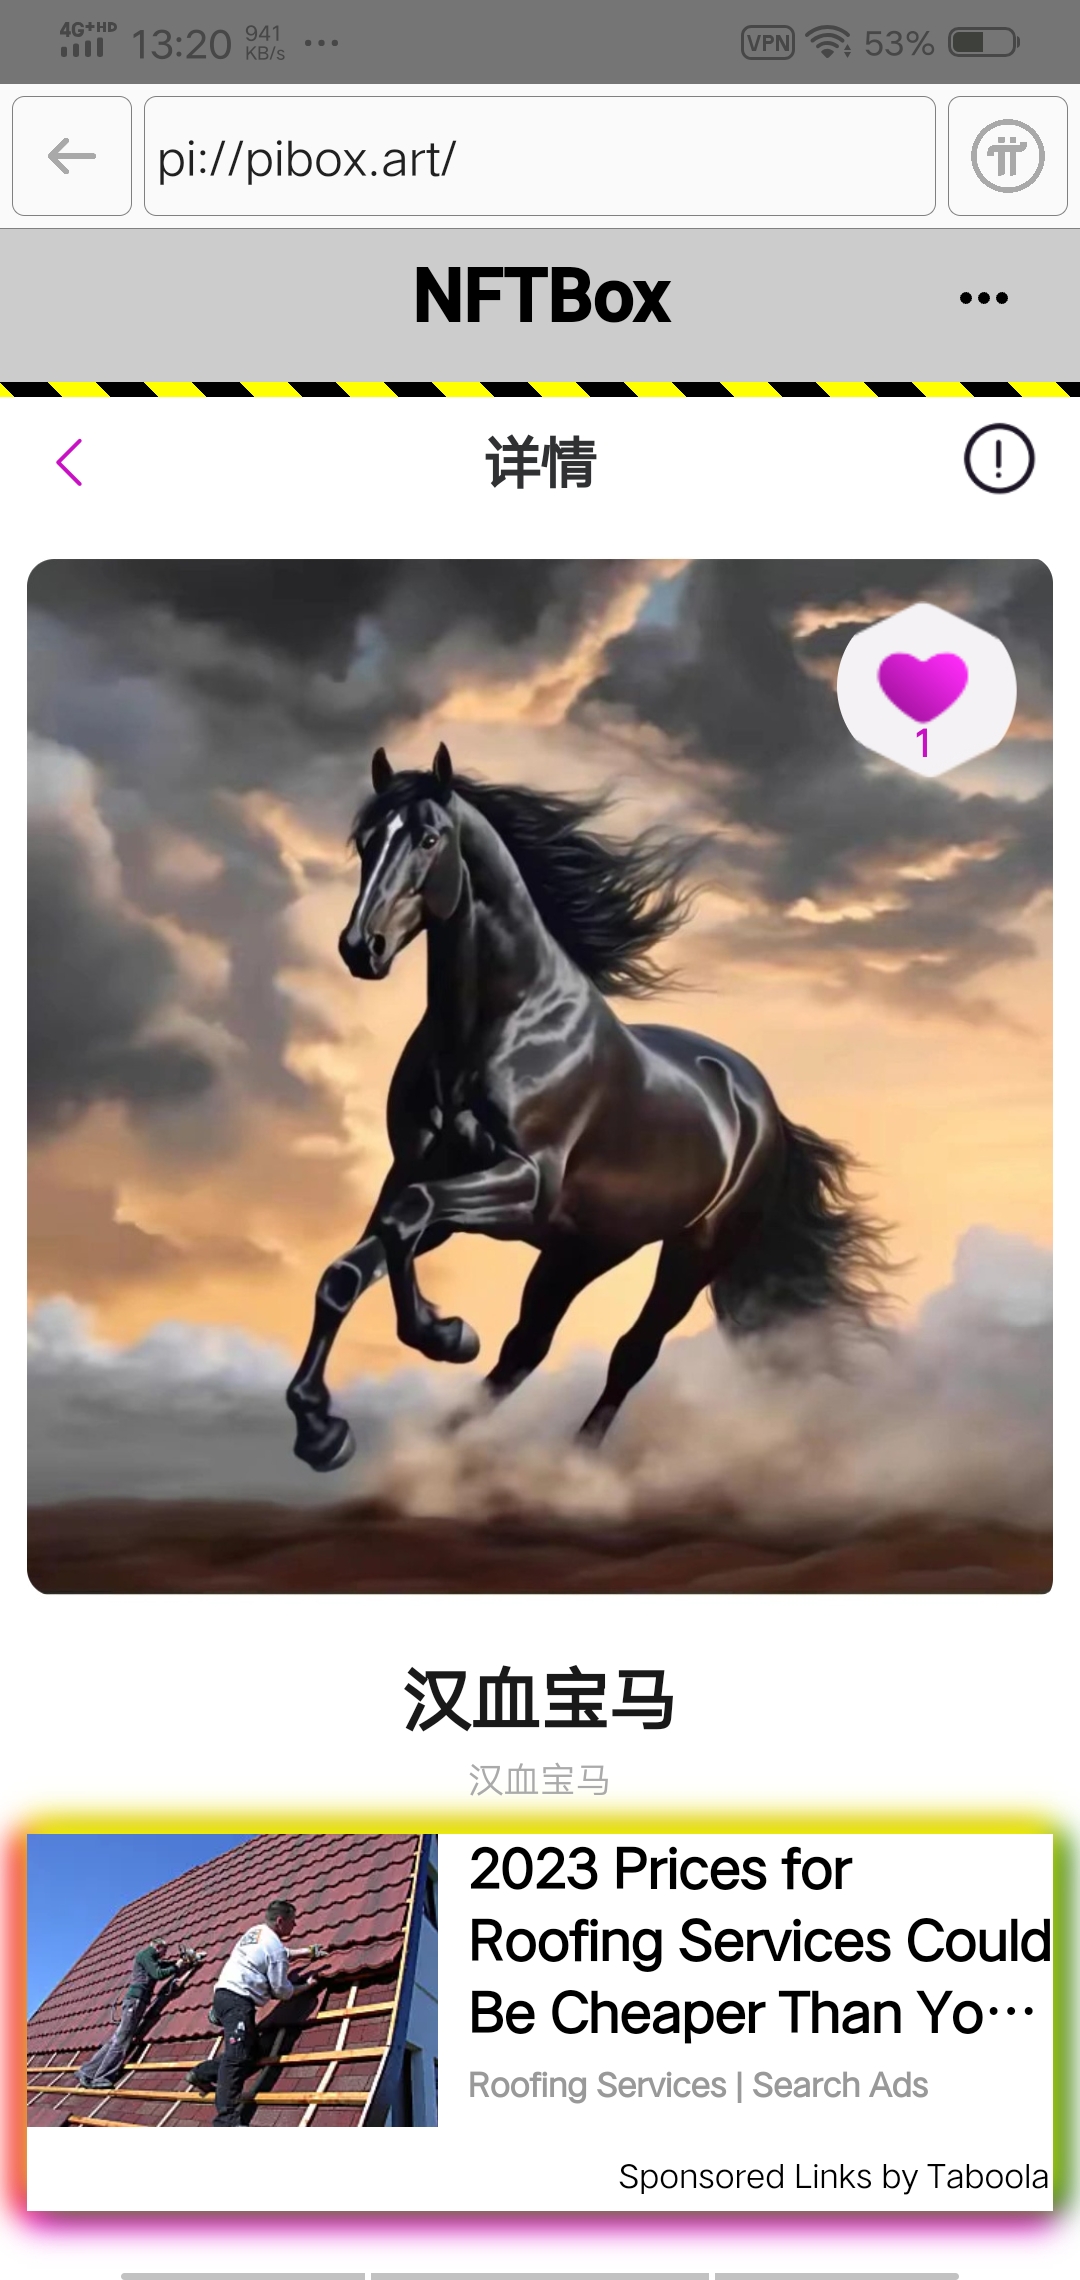 4G+HD 13:20 941 KB/s ... VPN 53%
pi://pibox.art/
NFTBox
详情
1
汉血宝马
汉血宝马
2023 Prices for
Roofing Services Could
Be Cheaper Than Yo...
Roofing Services | Search Ads
Sponsored Links by Taboola